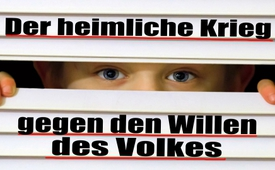 Der heimliche Krieg
gegen den Willen
des Volkes